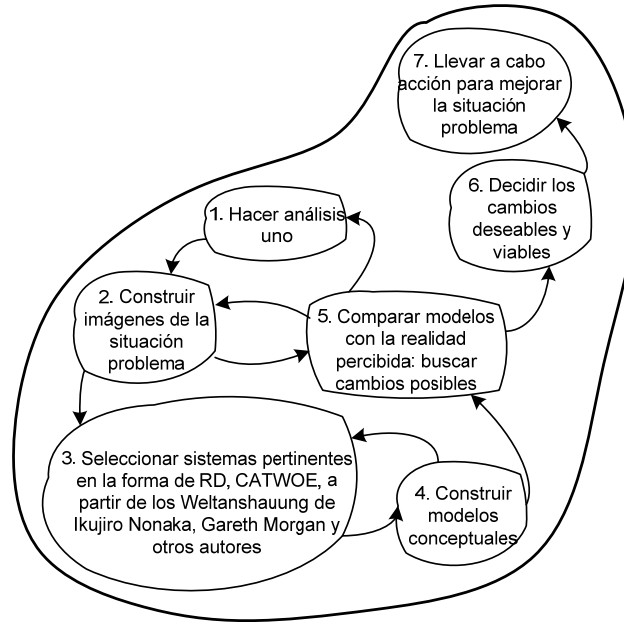 7. Llevar a cabo
acción para mejorar
la situación
problema
6. Decidir los
cambios
deseables y
viables
1. Hacer análisis
uno
2. Construir
imágenes de la
situación
problema
5. Comparar modelos
con la realidad
percibida: buscar
cambios posibles
3. Seleccionar sistemas pertinentes
en la forma de RD, CATWOE, a
partir de los Weltanshauung de
Ikujiro Nonaka, Gareth Morgan y
otros autores
4. Construir
modelos
conceptuales